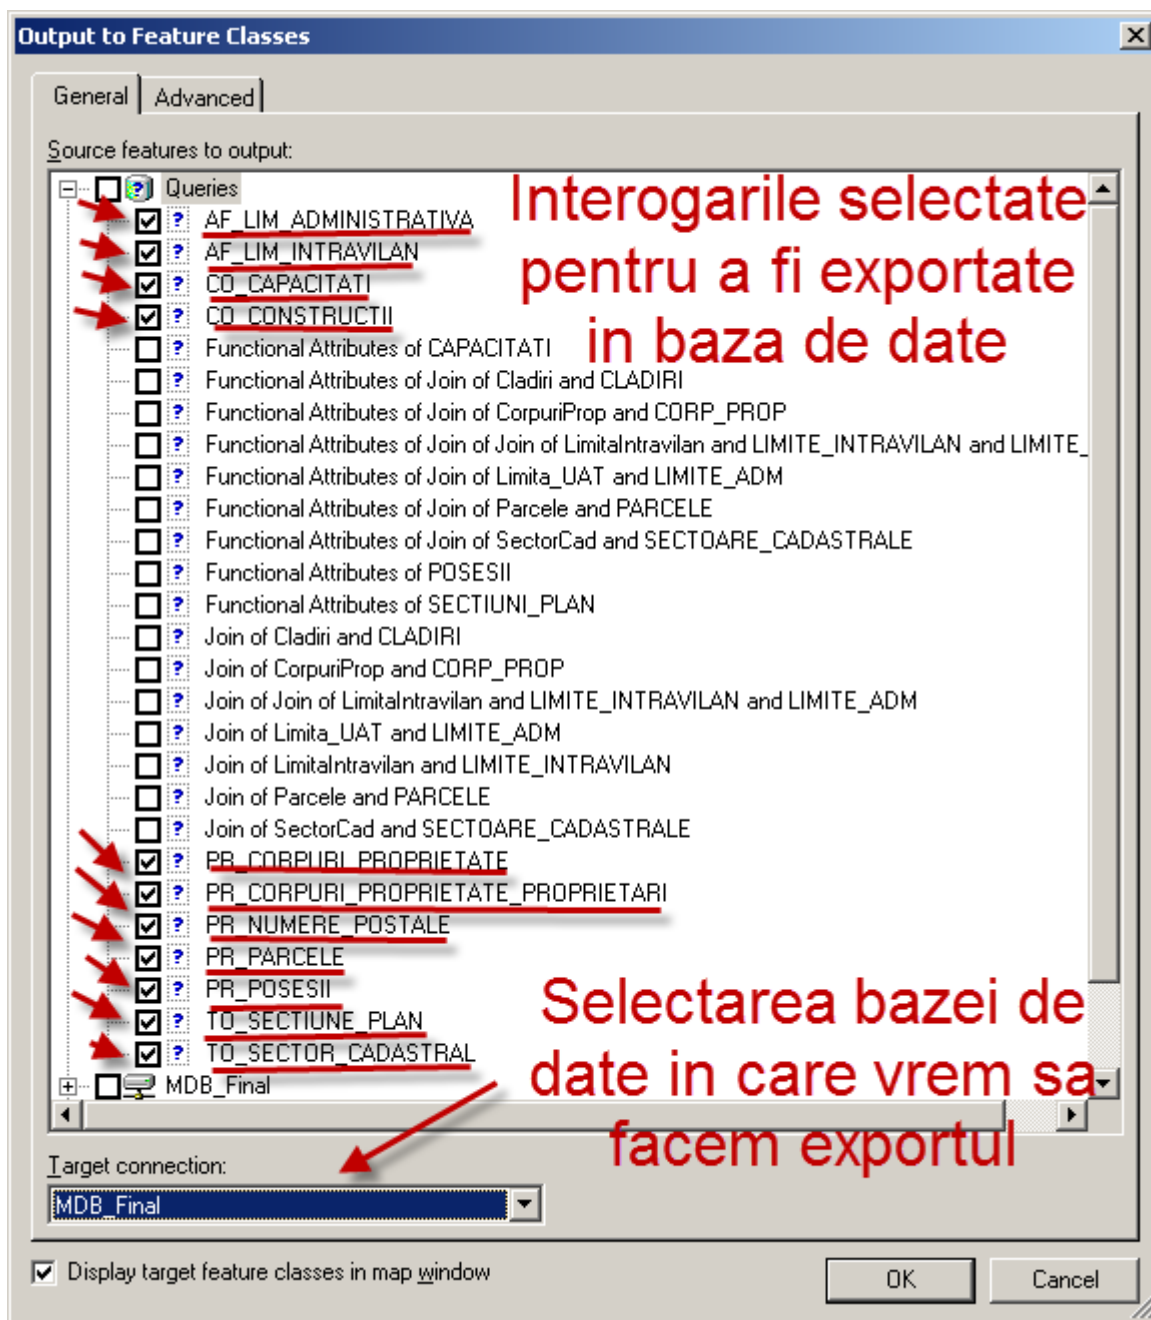 Output to Feature Classes
General
Advanced
Source features to output:
Queries
AF_LIM_ADMINISTRATIVA
AF_LIM_INTRAVILAN
CO_CAPACITATI
CO_CONSTRUCTII
Functional Attributes of CAPACITATI
Functional Attributes of Join of Cladiri and CLADIRI
Functional Attributes of Join of CorpuriProp and CORP_PROP
Functional Attributes of Join of Join of LimitaIntravilan and LIMITE_INTRAVILAN and LIMITE_
Functional Attributes of Join of Limita_UAT and LIMITE_ADM
Functional Attributes of Join of Parcele and PARCELE
Functional Attributes of Join of SectorCad and SECTOARE_CADASTRALE
Functional Attributes of POSESII
Functional Attributes of SECTIUNI_PLAN
Join of Cladiri and CLADIRI
Join of CorpuriProp and CORP_PROP
Join of Join of LimitaIntravilan and LIMITE_INTRAVILAN and LIMITE_ADM
Join of Limita_UAT and LIMITE_ADM
Join of LimitaIntravilan and LIMITE_INTRAVILAN
Join of Parcele and PARCELE
Join of SectorCad and SECTOARE_CADASTRALE
PR_CORPURI_PROPRIETATE
PR_CORPURI_PROPRIETATE_PROPRIETARI
PR_NUMERE_POSTALE
PR_PARCELE
PR_POSESII
TO_SECTIUNE_PLAN
TO_SECTOR_CADASTRAL
MDB_Final
Interogarile selectate
pentru a fi exportate
in baza de date
Selectarea bazei de
date in care vrem sa
facem exportul
Target connection:
MDB_Final
Display target feature classes in map window
OK
Cancel